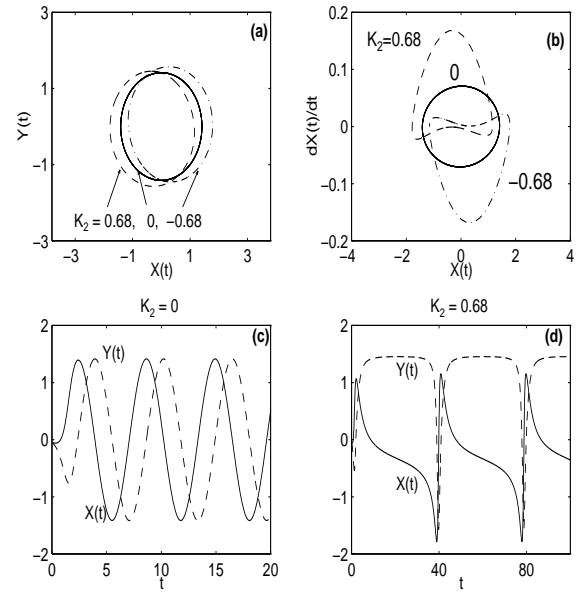 3
(a)
1
Y(t)
−1
K2 = 0.68, 0, −0.68
−3
−3 −1 1 3
X(t)
0.2
K2=0.68
(b)
0.1
0
dX(t)/dt
0
−0.1
−0.68
−0.2
−4 −2 0 2 4
X(t)
K2 = 0
2
(c)
Y(t)
1
0
−1
X(t)
−2
0 5 10 15 20
t
K2 = 0.68
2
(d)
1
Y(t)
0
−1
X(t)
−2
0 40 80
t